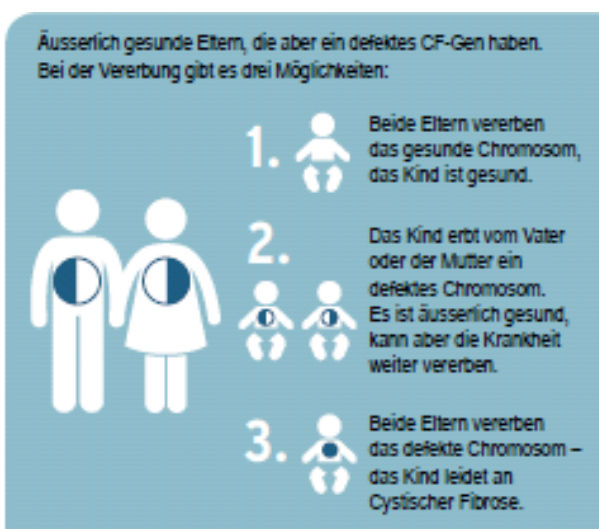 Äusserlich gesunde Eltern, die aber ein defektes CF-Gen haben.
Bei der Vererbung gibt es drei Möglichkeiten:
1.
Beide Eltern vererben
das gesunde Chromosom,
das Kind ist gesund.
2.
Das Kind erbt vom Vater
oder der Mutter ein
defektes Chromosom.
Es ist äusserlich gesund,
kann aber die Krankheit
weiter vererben.
3.
Beide Eltern vererben
das defekte Chromosom –
das Kind leidet an
Cystischer Fibrose.